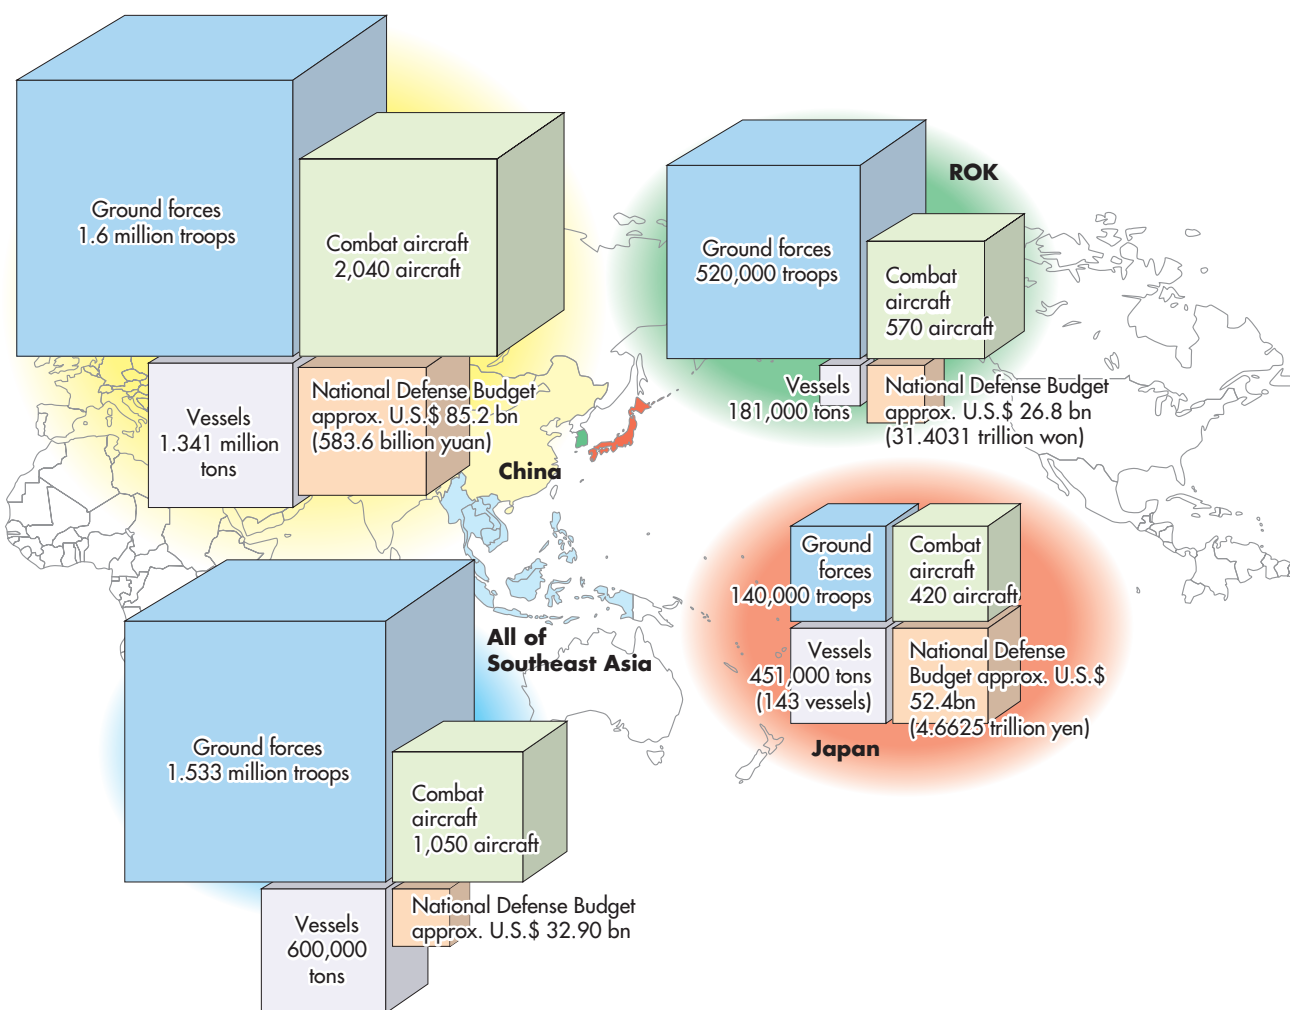 Ground forces
1.6 million troops
Combat aircraft
2,040 aircraft
Vessels
1.341 million
tons
National Defense Budget
approx. U.S.$ 85.2 bn
(583.6 billion yuan)
China
ROK
Ground forces
520,000 troops
Combat
aircraft
570 aircraft
Vessels
181,000 tons
National Defense Budget
approx. U.S.$ 26.8 bn
(31.4031 trillion won)
Ground
forces
140,000 troops
Combat
aircraft
420 aircraft
Vessels
451,000 tons
(143 vessels)
National Defense
Budget approx. U.S.$
52.4bn
(4.6625 trillion yen)
Japan
All of
Southeast Asia
Ground forces
1.533 million troops
Combat
aircraft
1,050 aircraft
Vessels
600,000
tons
National Defense Budget
approx. U.S.$ 32.90 bn